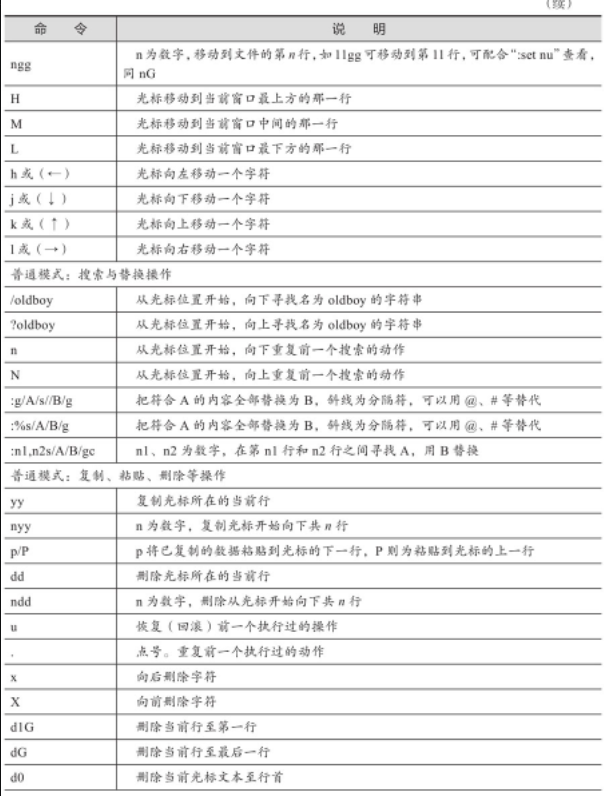 （续）
命 令 说 明
ngg n 为数字，移动到文件的第 n 行，如 11gg 可移动到第 11 行，可配合“:set nu”查看，
同 nG
H 光标移动到当前窗口最上方的那一行
M 光标移动到当前窗口中间的那一行
L 光标移动到当前窗口最下方的那一行
h 或（←） 光标向左移动一个字符
j 或（↓） 光标向下移动一个字符
k 或（↑） 光标向上移动一个字符
l 或（→） 光标向右移动一个字符
普通模式：搜索与替换操作
/oldboy 从光标位置开始，向下寻找名为 oldboy 的字符串
?oldboy 从光标位置开始，向上寻找名为 oldboy 的字符串
n 从光标位置开始，向下重复前一个搜索的动作
N 从光标位置开始，向上重复前一个搜索的动作
:g/A/s//B/g 把符合 A 的内容全部替换为 B，斜线为分隔符，可以用 @、# 等替代
:%s/A/B/g 把符合 A 的内容全部替换为 B，斜线为分隔符，可以用 @、# 等替代
:n1,n2s/A/B/gc n1、n2 为数字，在第 n1 行和 n2 行之间寻找 A，用 B 替换
普通模式：复制、粘贴、删除等操作
yy 复制光标所在的当前行
nyy n 为数字，复制光标开始向下共 n 行
p/P p 将已复制的数据粘贴到光标的下一行，P 则为粘贴到光标的上一行
dd 删除光标所在的当前行
ndd n 为数字，删除从光标开始向下共 n 行
u 恢复（回滚）前一个执行过的操作
. 点号。重复前一个执行过的动作
x 向后删除字符
X 向前删除字符
d1G 删除当前行至第一行
dG 删除当前行至最后一行
d0 删除当前光标文本至行首